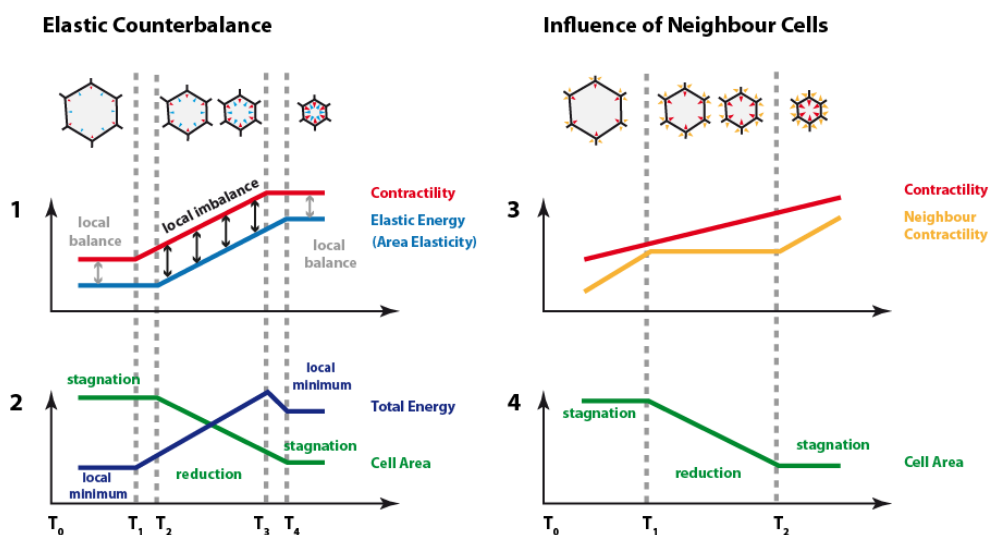 Elastic Counterbalance
Influence of Neighbour Cells
1
local
balance
local imbalance
Contractility
Elastic Energy
(Area Elasticity)
local
balance
3
Contractility
Neighbour
Contractility
2
stagnation
local
minimum
Total Energy
stagnation
Cell Area
reduction
local
minimum
T0
T1
T2
T3
T4
4
stagnation
stagnation
reduction
Cell Area
T0
T1
T2